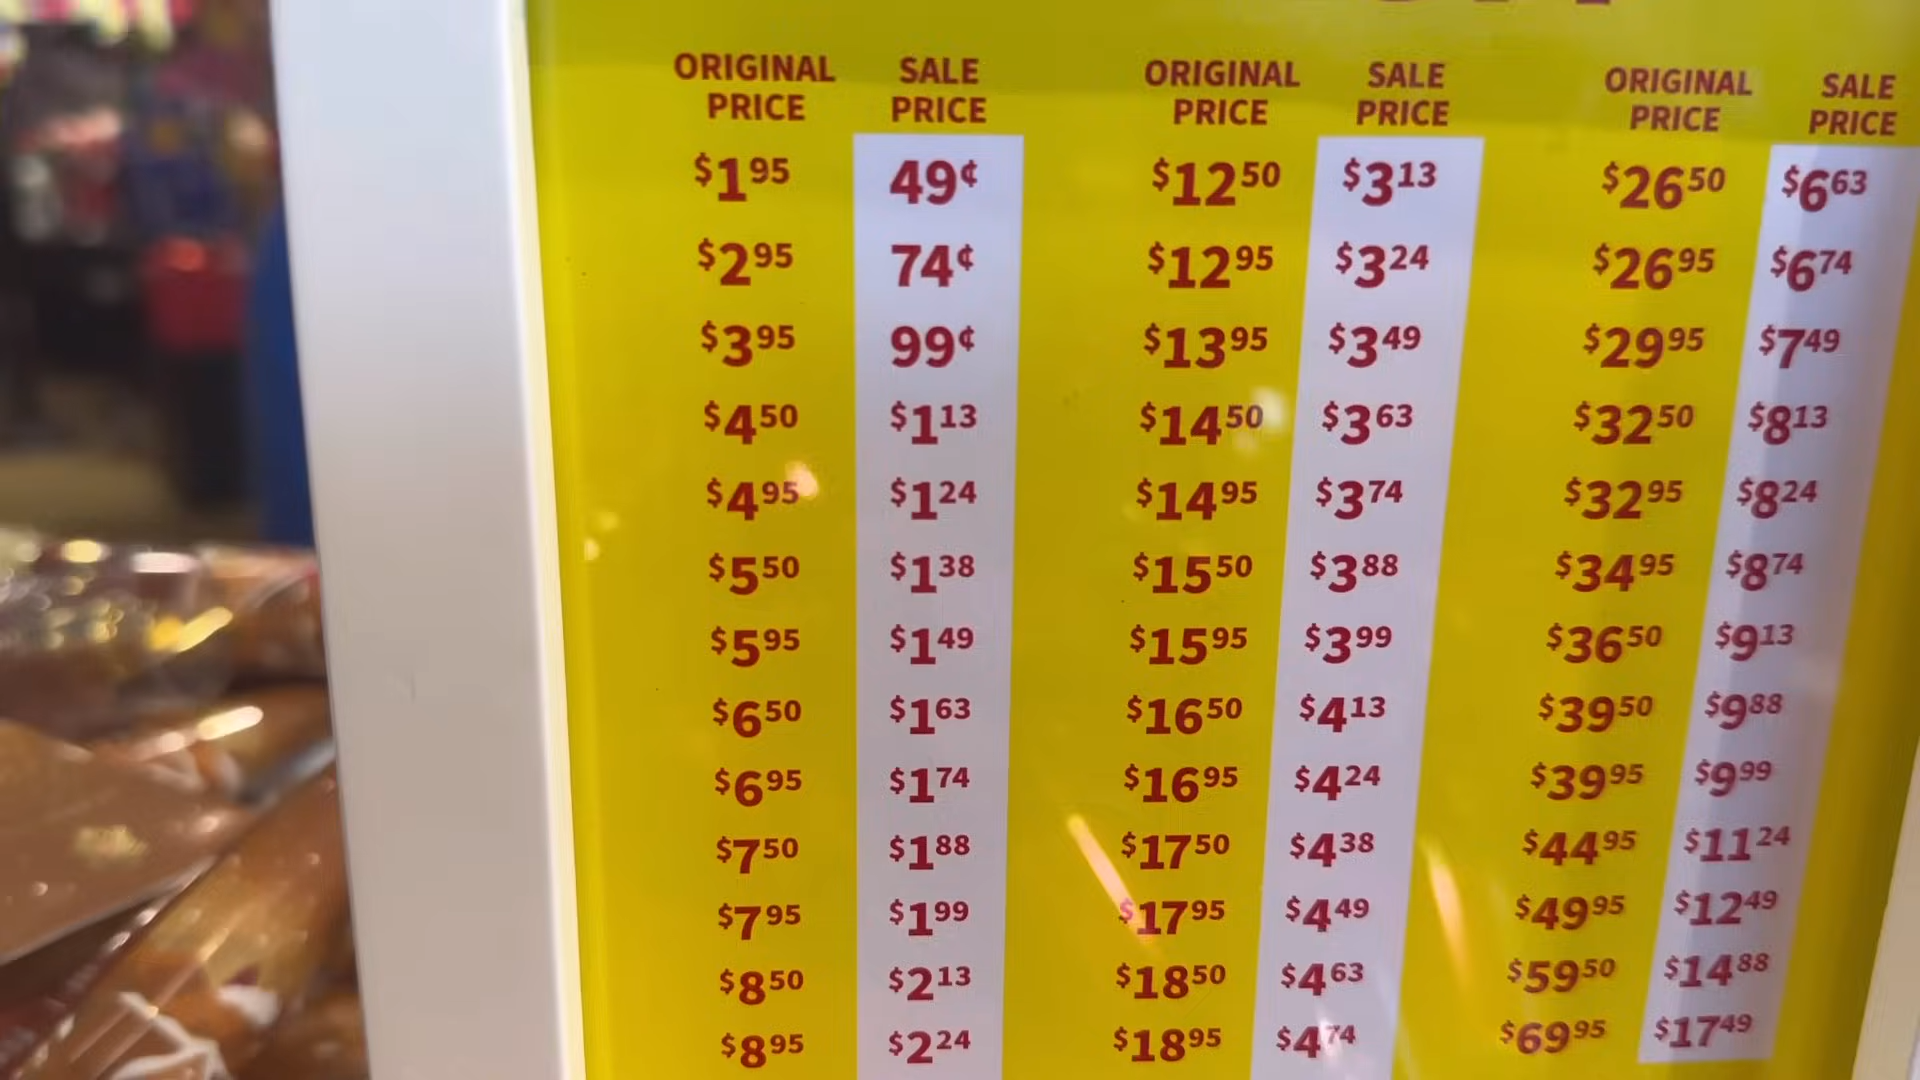 ORIGINAL PRICE SALE PRICE ORIGINAL PRICE SALE PRICE ORIGINAL PRICE SALE PRICE
$1.95 49¢ $12.50 $3.13 $26.50 $6.63
$2.95 74¢ $12.95 $3.24 $26.95 $6.74
$3.95 99¢ $13.95 $3.49 $29.95 $7.49
$4.50 $1.13 $14.50 $3.63 $32.50 $8.13
$4.95 $1.24 $14.95 $3.74 $32.95 $8.24
$5.50 $1.38 $15.50 $3.88 $34.95 $8.74
$5.95 $1.49 $15.95 $3.99 $36.50 $9.13
$6.50 $1.63 $16.50 $4.13 $39.50 $9.88
$6.95 $1.74 $16.95 $4.24 $39.95 $9.99
$7.50 $1.88 $17.50 $4.38 $44.95 $11.24
$7.95 $1.99 $17.95 $4.49 $49.95 $12.49
$8.50 $2.13 $18.50 $4.63 $59.50 $14.88
$8.95 $2.24 $18.95 $4.74 $69.95 $17.49